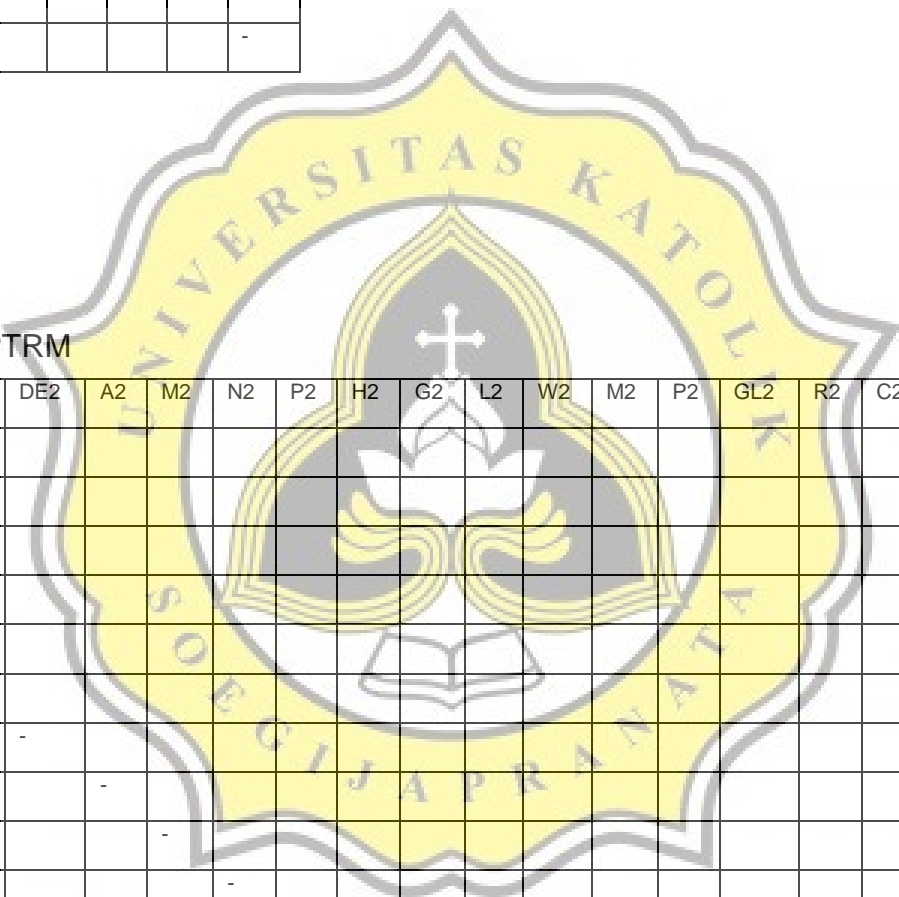 -
UNIVERSITAS KATOLIK
TRM
DE2 A2 M2 N2 P2 H2 G2 L2 W2 M2 P2 GL2 R2 C2
SOEGIJAPRANATA
-
-
-
-